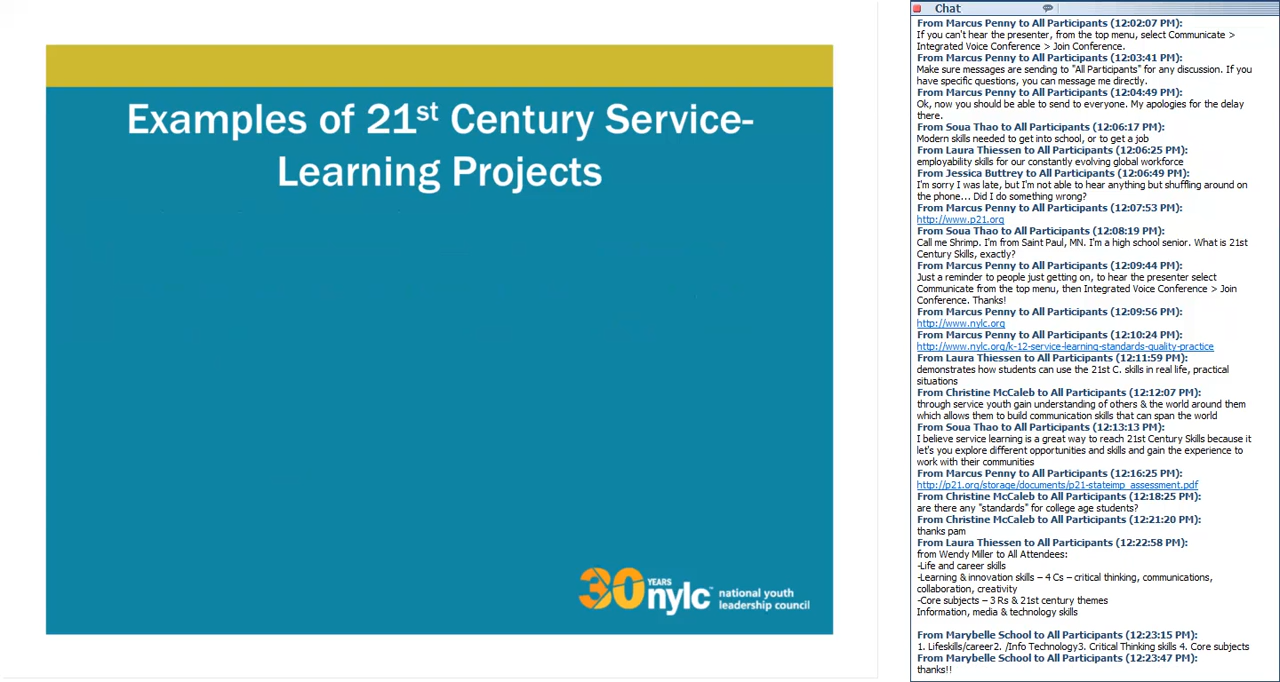 Examples of 21st Century Service-
Learning Projects
30 YEARS nylc™ national youth
leadership council
Chat
From Marcus Penny to All Participants (12:02:07 PM):
If you can't hear the presenter, from the top menu, select Communicate >
Integrated Voice Conference > Join Conference.
From Marcus Penny to All Participants (12:03:41 PM):
Make sure messages are sending to "All Participants" for any discussion. If you
have specific questions, you can message me directly.
From Marcus Penny to All Participants (12:04:49 PM):
Ok, now you should be able to send to everyone. My apologies for the delay
there.
From Soua Thao to All Participants (12:06:17 PM):
Modern skills needed to get into school, or to get a job
From Laura Thiessen to All Participants (12:06:25 PM):
employability skills for our constantly evolving global workforce
From Jessica Buttrey to All Participants (12:06:49 PM):
I'm sorry I was late, but I'm not able to hear anything but shuffling around on
the phone... Did I do something wrong?
From Marcus Penny to All Participants (12:07:53 PM):
http://www.p21.org
From Soua Thao to All Participants (12:08:19 PM):
Call me Shrimp. I'm from Saint Paul, MN. I'm a high school senior. What is 21st
Century Skills, exactly?
From Marcus Penny to All Participants (12:09:44 PM):
Just a reminder to people just getting on, to hear the presenter select
Communicate from the top menu, then Integrated Voice Conference > Join
Conference. Thanks!
From Marcus Penny to All Participants (12:09:56 PM):
http://www.nylc.org
From Marcus Penny to All Participants (12:10:24 PM):
http://www.nylc.org/k-12-service-learning-standards-quality-practice
From Laura Thiessen to All Participants (12:11:59 PM):
demonstrates how students can use the 21st C. skills in real life, practical
situations
From Christine McCaleb to All Participants (12:12:07 PM):
through service youth gain understanding of others & the world around them
which allows them to build communication skills that can span the world
From Soua Thao to All Participants (12:13:13 PM):
I believe service learning is a great way to reach 21st Century Skills because it
let's you explore different opportunities and skills and gain the experience to
work with their communities
From Marcus Penny to All Participants (12:16:25 PM):
http://p21.org/storage/documents/p21-stateimp_assessment.pdf
From Christine McCaleb to All Participants (12:18:25 PM):
are there any "standards" for college age students?
From Christine McCaleb to All Participants (12:21:20 PM):
thanks pam
From Laura Thiessen to All Participants (12:22:58 PM):
from Wendy Miller to All Attendees:
-Life and career skills
-Learning & innovation skills – 4 Cs – critical thinking, communications,
collaboration, creativity
-Core subjects – 3 Rs & 21st century themes
Information, media & technology skills
From Marybelle School to All Participants (12:23:15 PM):
1. Lifeskills/career2. /Info Technology3. Critical Thinking skills 4. Core subjects
From Marybelle School to All Participants (12:23:47 PM):
thanks!!